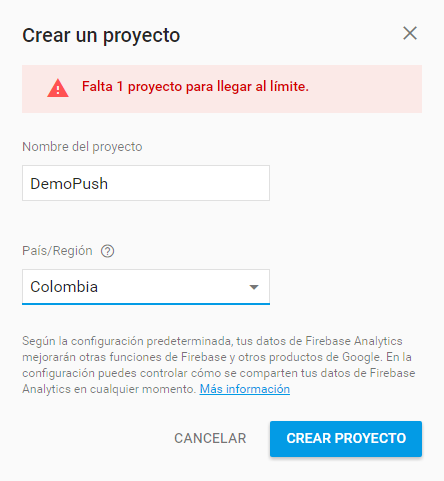 Crear un proyecto
Falta 1 proyecto para llegar al límite.
Nombre del proyecto
DemoPush
País/Región
Colombia
Según la configuración predeterminada, tus datos de Firebase Analytics
mejorarán otras funciones de Firebase y otros productos de Google. En la
configuración puedes controlar cómo se comparten tus datos de Firebase
Analytics en cualquier momento. Más información
CANCELAR
CREAR PROYECTO